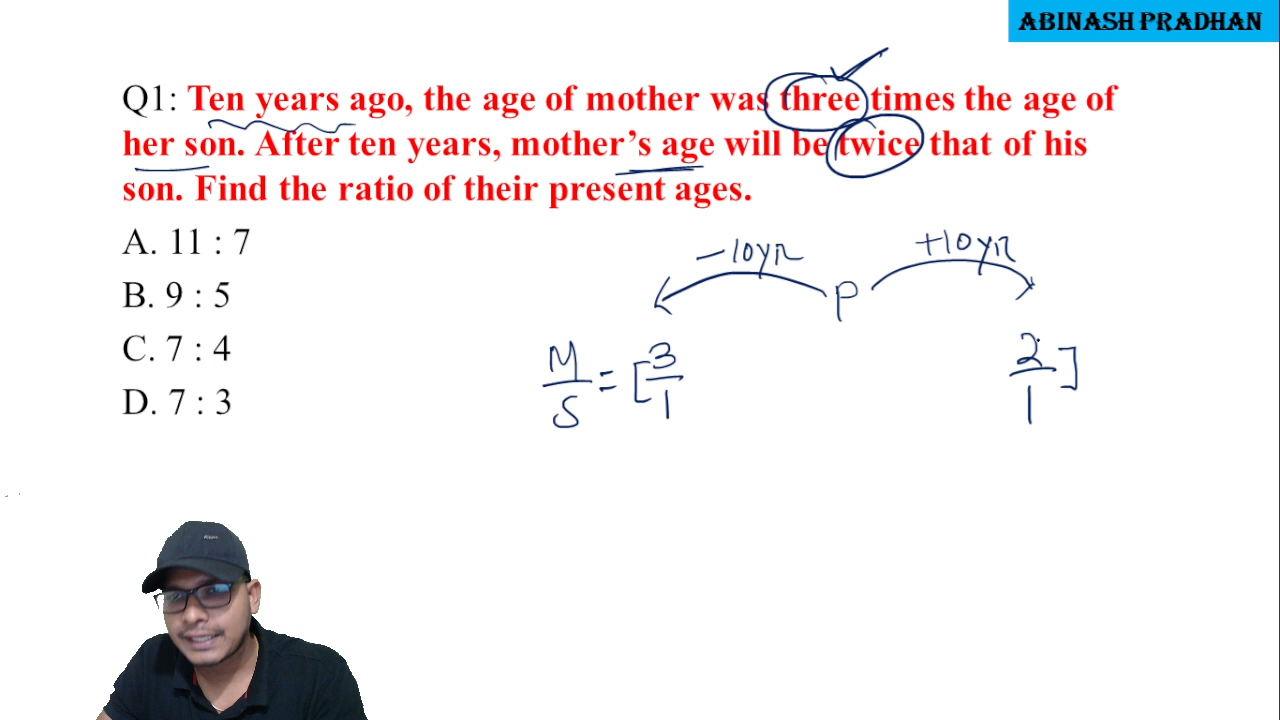 ABINASH PRADHAN
Q1: Ten years ago, the age of mother was three times the age of
her son. After ten years, mother’s age will be twice that of his
son. Find the ratio of their present ages.
A. 11 : 7
B. 9 : 5
C. 7 : 4
D. 7 : 3
-10yr
+10yr
P
M/S = [3/1
2/1]